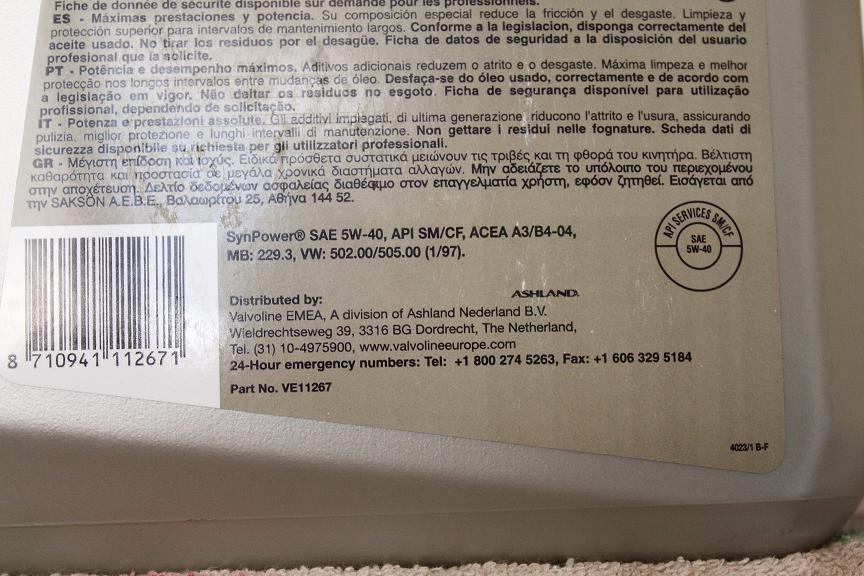 Fiche de donnée de sécurité disponible sur demande pour les professionnels.
ES - Máximas prestaciones y potencia. Su composición especial reduce la fricción y el desgaste. Limpieza y
protección superior para intervalos de mantenimiento largos. Conforme a la legislacion, disponga correctamente del
aceite usado. No tirar los residuos por el desagüe. Ficha de datos de seguridad a la disposición del usuario
profesional que la solicite.
PT - Potência e desempenho máximos. Aditivos adicionais reduzem o atrito e o desgaste. Máxima limpeza e melhor
protecção nos longos intervalos entre mudanças de óleo. Desfaça-se do óleo usado, correctamente e de acordo com
a legislação em vigor. Não deitar os residuos no esgoto. Ficha de segurança disponível para utilização
profissional, dependendo de solicitação.
IT - Potenza e prestazioni assolute. Gli additivi impiegati, di ultima generazione, riducono l'attrito e l'usura, assicurando
pulizia, miglior protezione e lunghi intervalli di manutenzione. Non gettare i residui nelle fognature. Scheda dati di
sicurezza disponibile su richiesta per gli utilizzatori professionali.
GR - Μέγιστη επίδοση και ισχύς. Ειδικά πρόσθετα συστατικά μειώνουν τις τριβές και τη φθορά του κινητήρα. Βέλτιστη
καθαρότητα και προστασία σε μεγάλα χρονικά διαστήματα αλλαγών. Μην αδειάζετε το υπόλοιπο του περιεχομένου
στην αποχέτευση. Δελτίο δεδομένων ασφαλείας διαθέσιμο στον επαγγελματία χρήστη, εφόσον ζητηθεί. Εισάγεται από
την SAKSON A.E.B.E., Βαλαωρίτου 25, Αθήνα 144 52.
SynPower® SAE 5W-40, API SM/CF, ACEA A3/B4-04,
MB: 229.3, VW: 502.00/505.00 (1/97).
API SERVICES SM/CF
SAE
5W-40
ASHLAND.
Distributed by:
Valvoline EMEA, A division of Ashland Nederland B.V.
Wieldrechtseweg 39, 3316 BG Dordrecht, The Netherland,
Tel. (31) 10-4975900, www.valvolineeurope.com
24-Hour emergency numbers: Tel: +1 800 274 5263, Fax: +1 606 329 5184
Part No. VE11267
8 710941 112671
4023/1 B-F